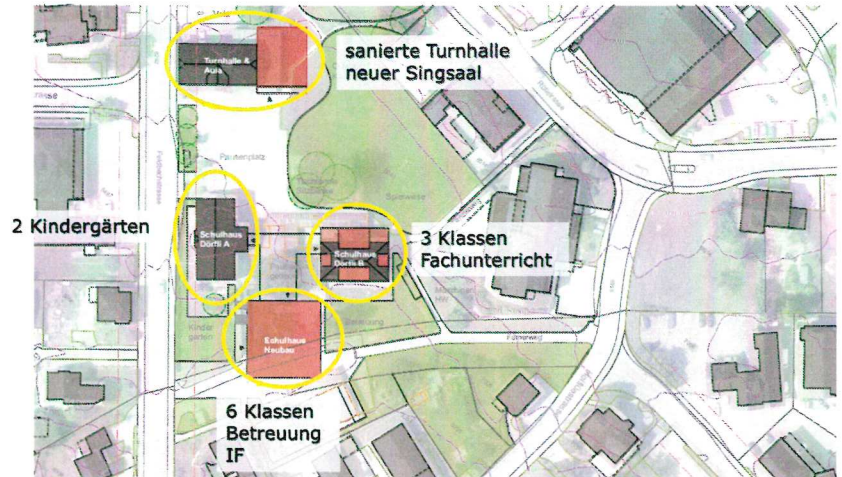 Turnhalle &
Aula
sanierte Turnhalle
neuer Singsaal
Pausenplatz
Spielwiese
2 Kindergärten
Schulhaus
Dörfli A
Schulhaus
Dörfli B
3 Klassen
Fachunterricht
Kinder
garten
Schulhaus
Neubau
6 Klassen
Betreuung
IF